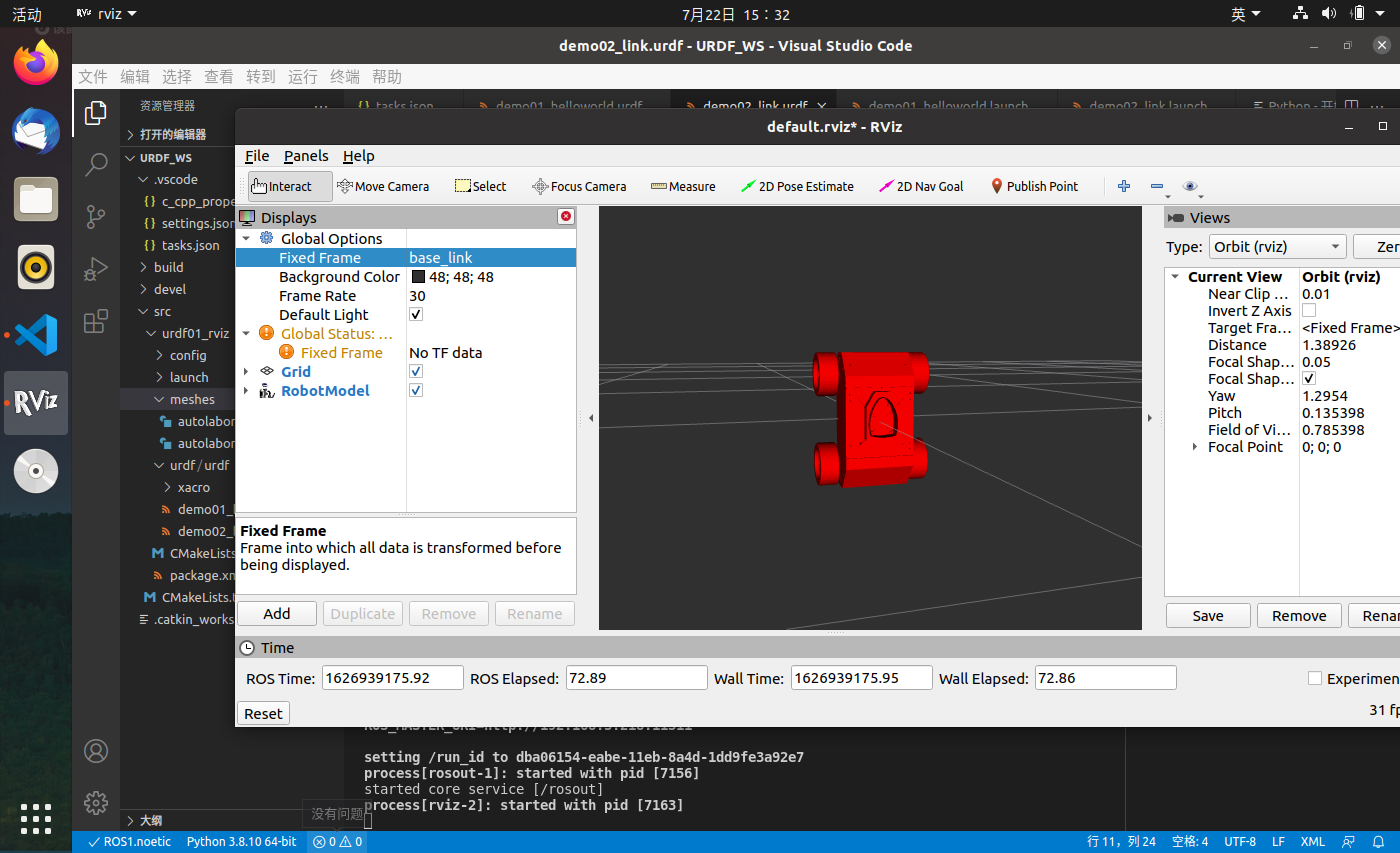 活动
RViz rviz
7月22日 15：32
英
demo02_link.urdf - URDF_WS - Visual Studio Code
文件 编辑 选择 查看 转到 运行 终端 帮助
资源管理器 ...
tasks.json demo01_helloworld.urdf demo02_link.urdf demo01_helloworld.launch demo02_link.launch Python - 开
打开的编辑器
URDF_WS
.vscode
c_cpp_prope
settings.json
tasks.json
build
devel
src
urdf01_rviz
config
launch
meshes
autolabor
autolabor
urdf / urdf
xacro
demo01_
demo02_
CMakeLists
package.xn
CMakeLists.t
.catkin_works
大纲
RViz
default.rviz* - RViz
File Panels Help
Interact Move Camera Select Focus Camera Measure 2D Pose Estimate 2D Nav Goal Publish Point
Displays
Global Options
Fixed Frame base_link
Background Color 48; 48; 48
Frame Rate 30
Default Light
Global Status: ...
Fixed Frame No TF data
Grid
RobotModel
Fixed Frame
Frame into which all data is transformed before
being displayed.
Add Duplicate Remove Rename
Views
Type: Orbit (rviz) Zer
Current View Orbit (rviz)
Near Clip ... 0.01
Invert Z Axis
Target Fra... <Fixed Frame>
Distance 1.38926
Focal Shap... 0.05
Focal Shap...
Yaw 1.2954
Pitch 0.135398
Field of Vi... 0.785398
Focal Point 0; 0; 0
Save Remove Renan
Time
ROS Time: 1626939175.92 ROS Elapsed: 72.89 Wall Time: 1626939175.95 Wall Elapsed: 72.86 Experimen
Reset
31 fp
setting /run_id to dba06154-eabe-11eb-8a4d-1dd9fe3a92e7
process[rosout-1]: started with pid [7156]
started core service [/rosout]
process[rviz-2]: started with pid [7163]
没有问题
ROS1.noetic Python 3.8.10 64-bit 0 0 行 11，列 24 空格: 4 UTF-8 LF XML